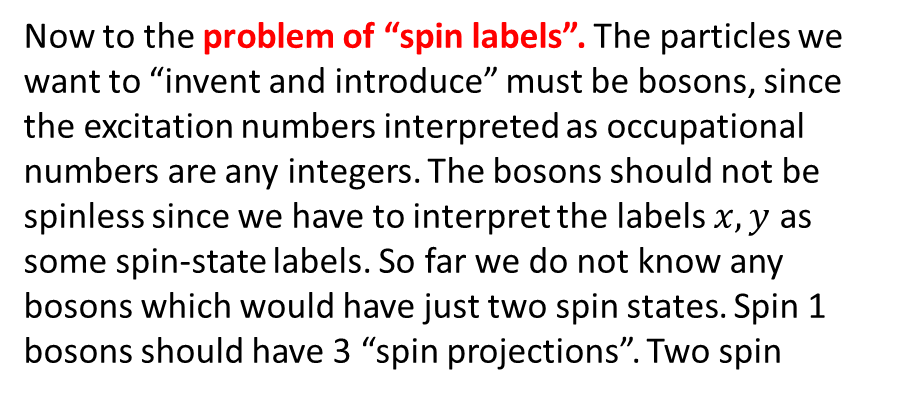 Now to the problem of “spin labels”. The particles we
want to “invent and introduce” must be bosons, since
the excitation numbers interpreted as occupational
numbers are any integers. The bosons should not be
spinless since we have to interpret the labels x, y as
some spin-state labels. So far we do not know any
bosons which would have just two spin states. Spin 1
bosons should have 3 “spin projections”. Two spin